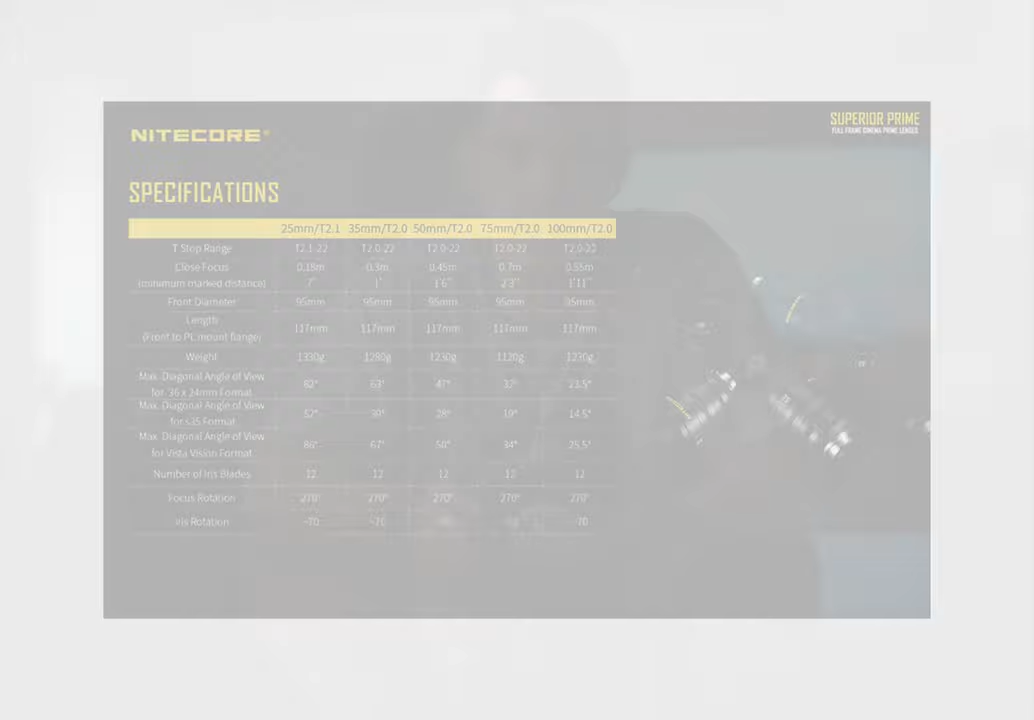 NITECORE®
SUPERIOR PRIME
FULL FRAME CINEMA PRIME LENSES
SPECIFICATIONS
25mm/T2.1 35mm/T2.0 50mm/T2.0 75mm/T2.0 100mm/T2.0
T Stop Range T2.1-22 T2.0-22 T2.0-22 T2.0-22 T2.0-22
Close Focus 0.18m 0.3m 0.45m 0.7m 0.55m
(minimum marked distance) 7" 1' 1'6" 2'3" 1'11"
Front Diameter 95mm 95mm 95mm 95mm 95mm
Length
(Front to PL mount flange) 117mm 117mm 117mm 117mm 117mm
Weight 1330g 1280g 1230g 1120g 1230g
Max. Diagonal Angle of View
for 36 x 24mm Format 82° 63° 47° 32° 23.5°
Max. Diagonal Angle of View
for s35 Format 52° 39° 28° 19° 14.5°
Max. Diagonal Angle of View
for Vista Vision Format 86° 67° 50° 34° 25.5°
Number of Iris Blades 12 12 12 12 12
Focus Rotation 270° 270° 270° 270° 270°
Iris Rotation ~70 ~70 70